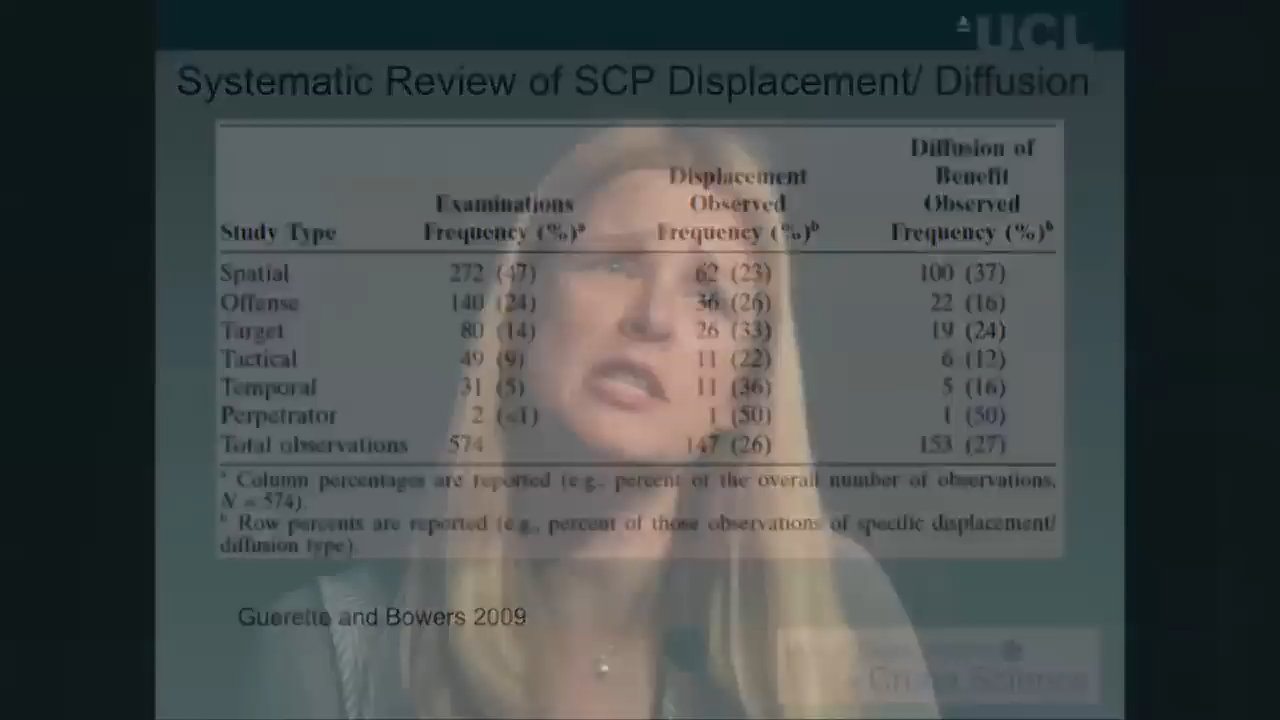 UCL
Systematic Review of SCP Displacement/ Diffusion
Diffusion of
Displacement Benefit
Examinations Observed Observed
Study Type Frequency (%)a Frequency (%)b Frequency (%)b
Spatial 272 (47) 62 (23) 100 (37)
Offense 140 (24) 36 (26) 22 (16)
Target 80 (14) 26 (33) 19 (24)
Tactical 49 (9) 11 (22) 6 (12)
Temporal 31 (5) 11 (36) 5 (16)
Perpetrator 2 (<1) 1 (50) 1 (50)
Total observations 574 147 (26) 153 (27)
a Column percentages are reported (e.g., percent of the overall number of observations,
N = 574).
b Row percents are reported (e.g., percent of those observations of specific displacement/
diffusion type).
Guerette and Bowers 2009
Crime Science